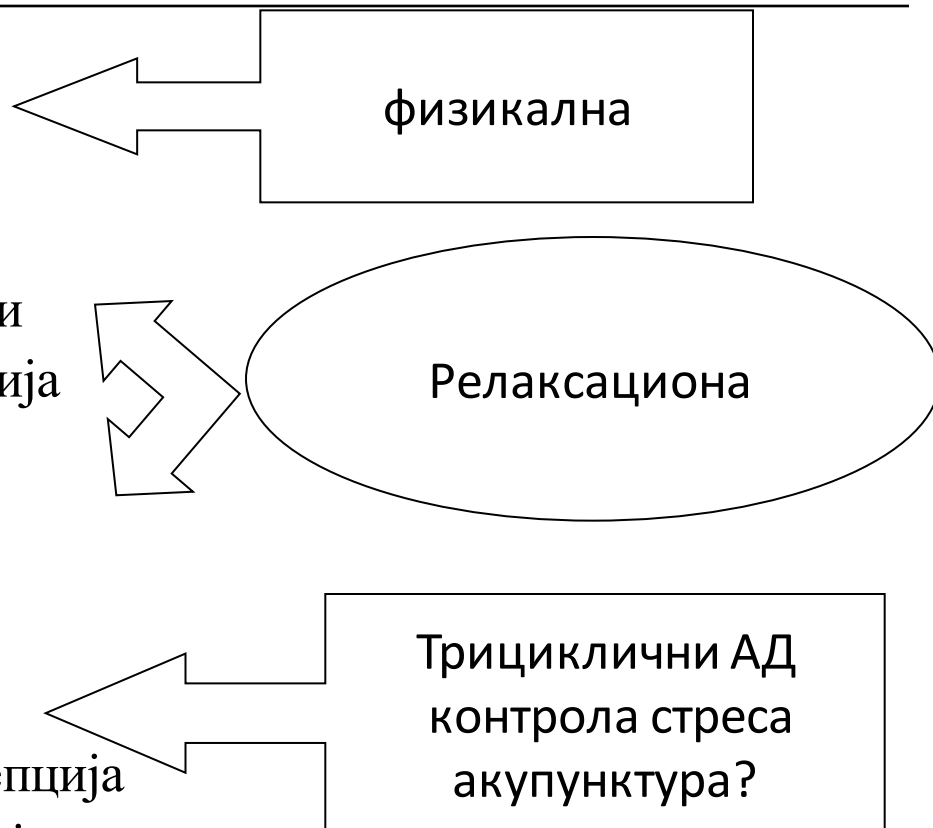 физикална
Релаксациона
Трициклични АД
контрола стреса
акупунктура?